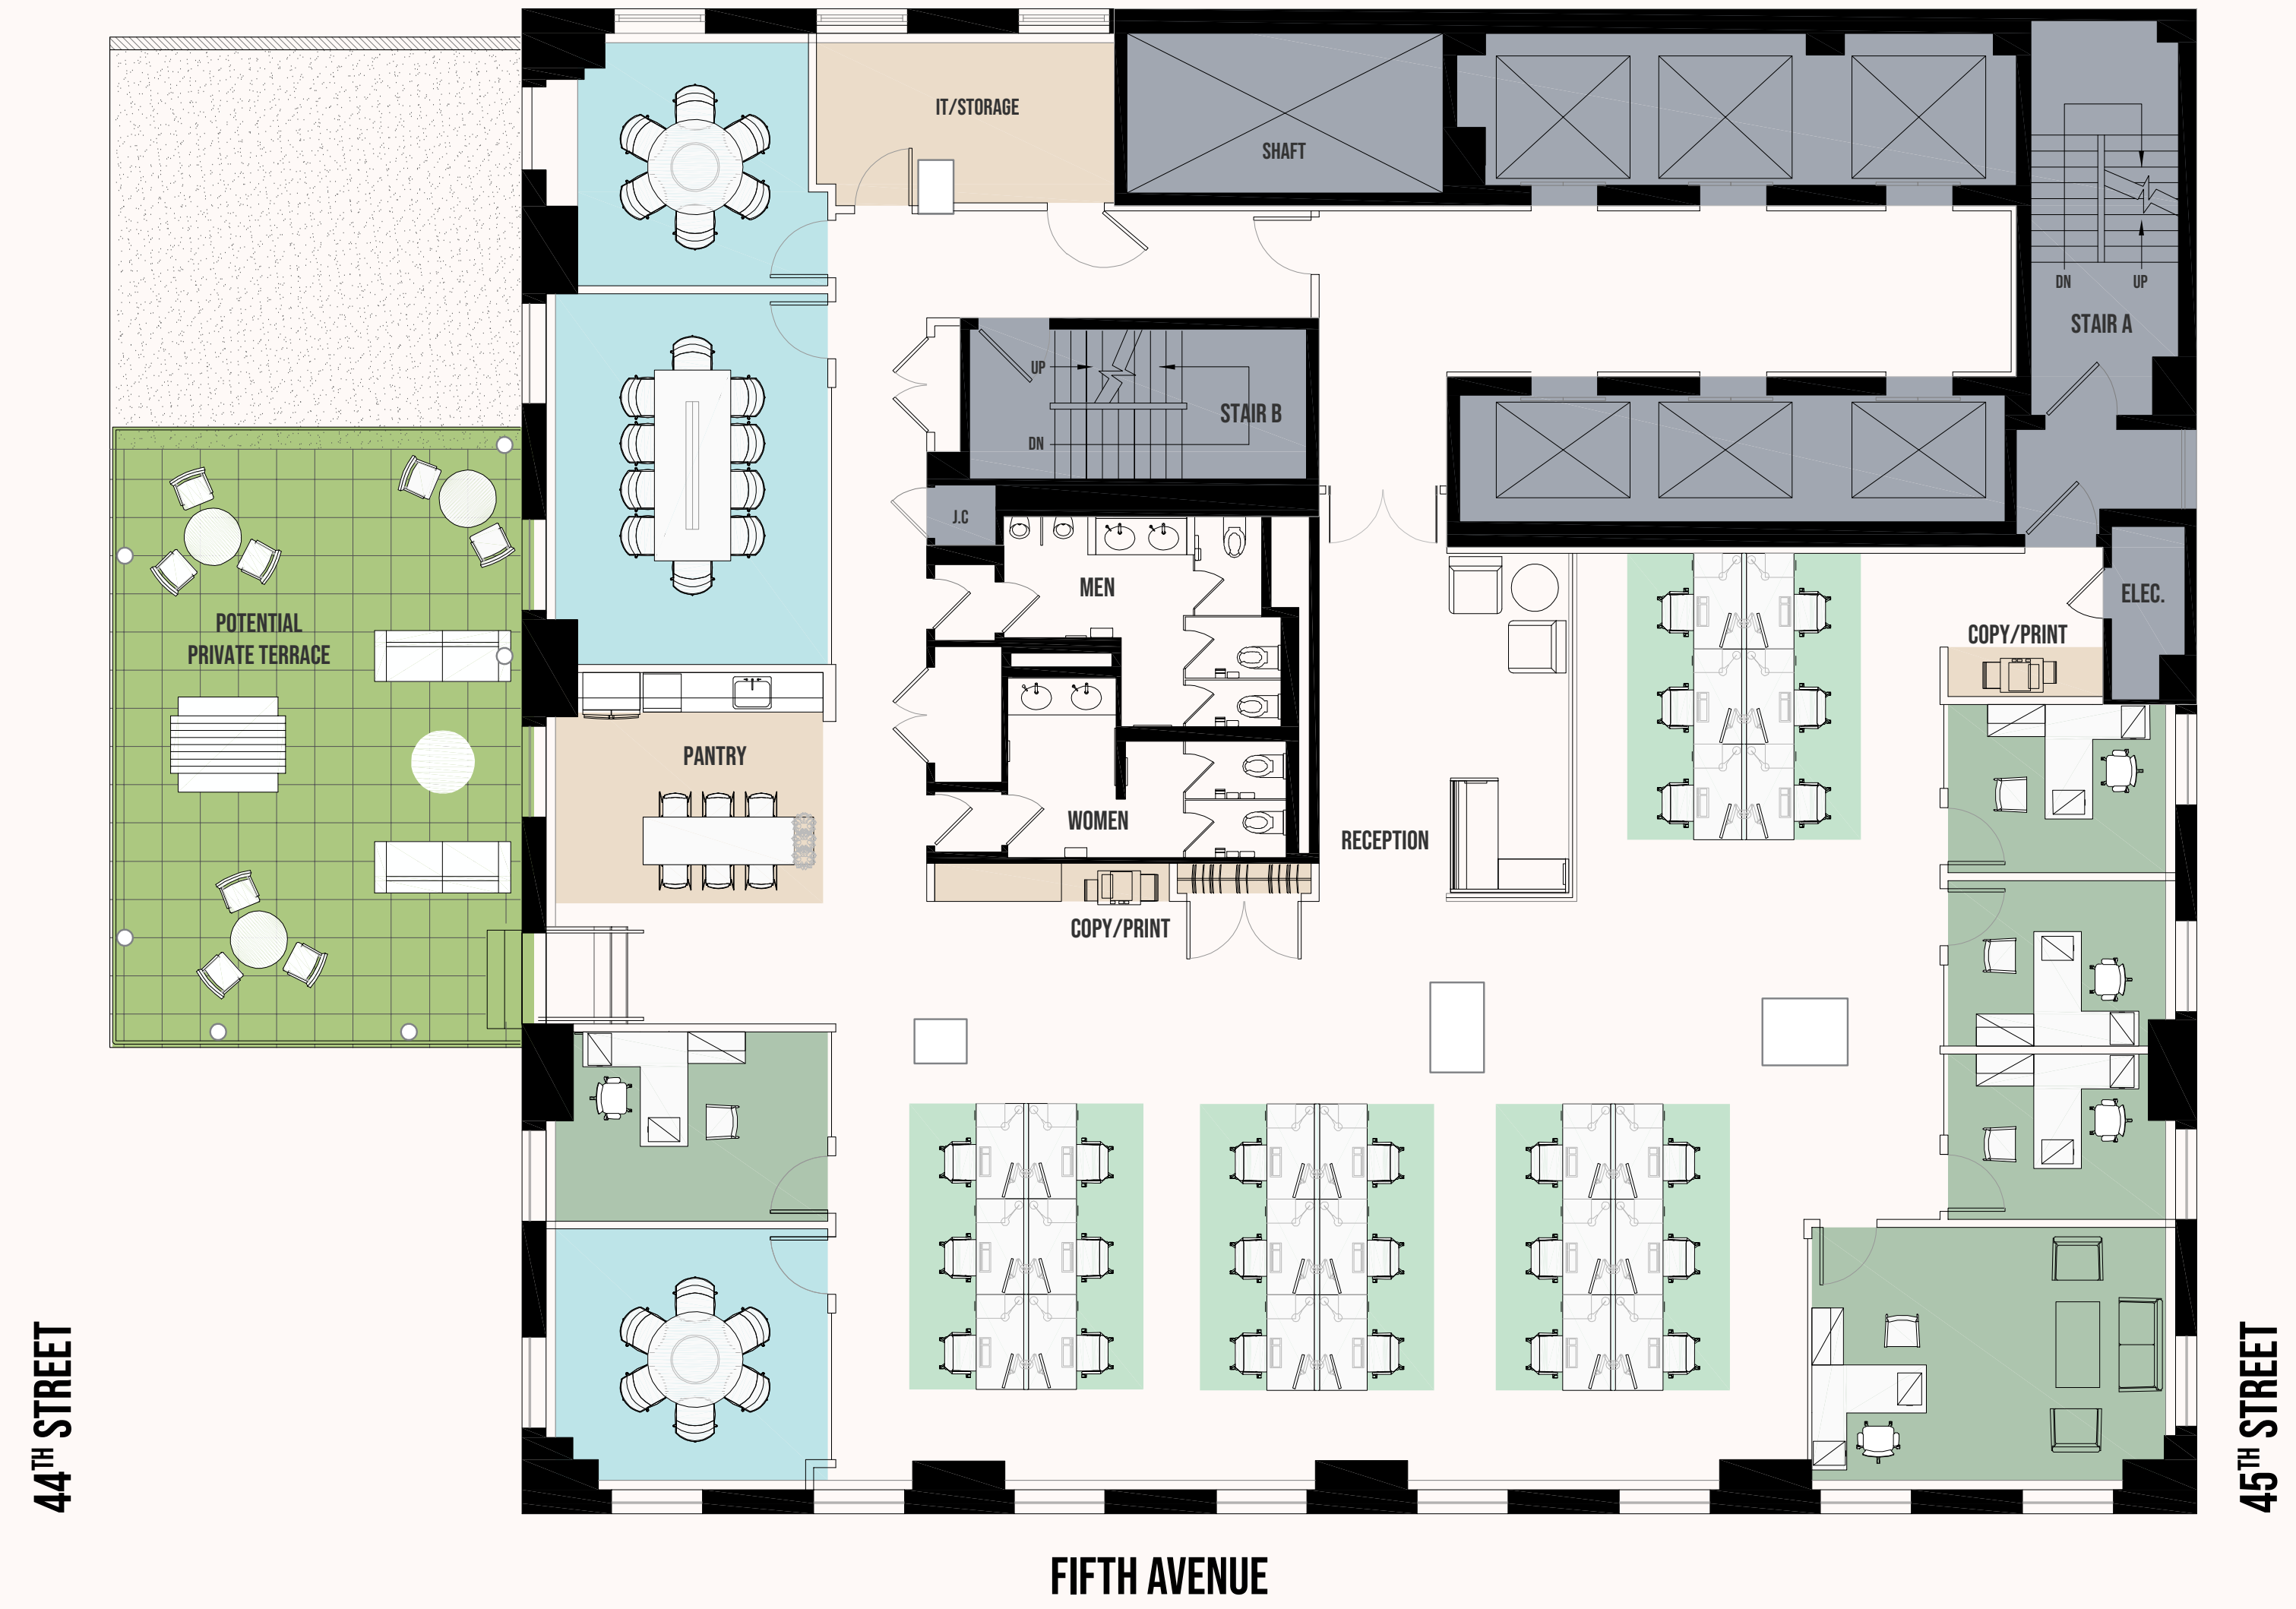 IT/STORAGE
SHAFT
DN
UP
STAIR A
UP
STAIR B
DN
J.C
MEN
ELEC.
POTENTIAL
PRIVATE TERRACE
COPY/PRINT
PANTRY
WOMEN
RECEPTION
COPY/PRINT
44TH STREET
45TH STREET
FIFTH AVENUE